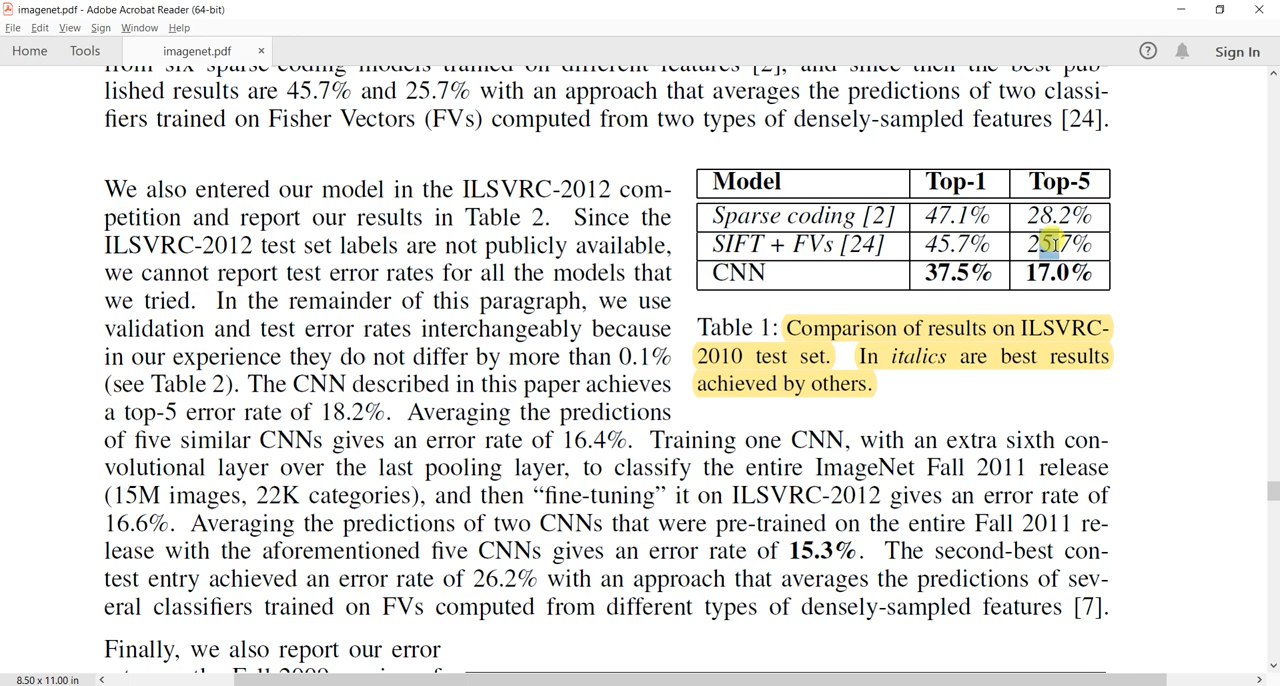 imagenet.pdf - Adobe Acrobat Reader (64-bit)
File Edit View Sign Window Help
Home Tools imagenet.pdf × ? Sign In
from six sparse-coding models trained on different features [2], and since then the best pub-
lished results are 45.7% and 25.7% with an approach that averages the predictions of two classi-
fiers trained on Fisher Vectors (FVs) computed from two types of densely-sampled features [24].
We also entered our model in the ILSVRC-2012 com-
petition and report our results in Table 2. Since the
ILSVRC-2012 test set labels are not publicly available,
we cannot report test error rates for all the models that
we tried. In the remainder of this paragraph, we use
validation and test error rates interchangeably because
in our experience they do not differ by more than 0.1%
(see Table 2). The CNN described in this paper achieves
a top-5 error rate of 18.2%. Averaging the predictions
of five similar CNNs gives an error rate of 16.4%. Training one CNN, with an extra sixth con-
volutional layer over the last pooling layer, to classify the entire ImageNet Fall 2011 release
(15M images, 22K categories), and then “fine-tuning” it on ILSVRC-2012 gives an error rate of
16.6%. Averaging the predictions of two CNNs that were pre-trained on the entire Fall 2011 re-
lease with the aforementioned five CNNs gives an error rate of 15.3%. The second-best con-
test entry achieved an error rate of 26.2% with an approach that averages the predictions of sev-
eral classifiers trained on FVs computed from different types of densely-sampled features [7].
Model Top-1 Top-5
Sparse coding [2] 47.1% 28.2%
SIFT + FVs [24] 45.7% 25.7%
CNN 37.5% 17.0%
Table 1: Comparison of results on ILSVRC-
2010 test set. In italics are best results
achieved by others.
Finally, we also report our error
8.50 x 11.00 in